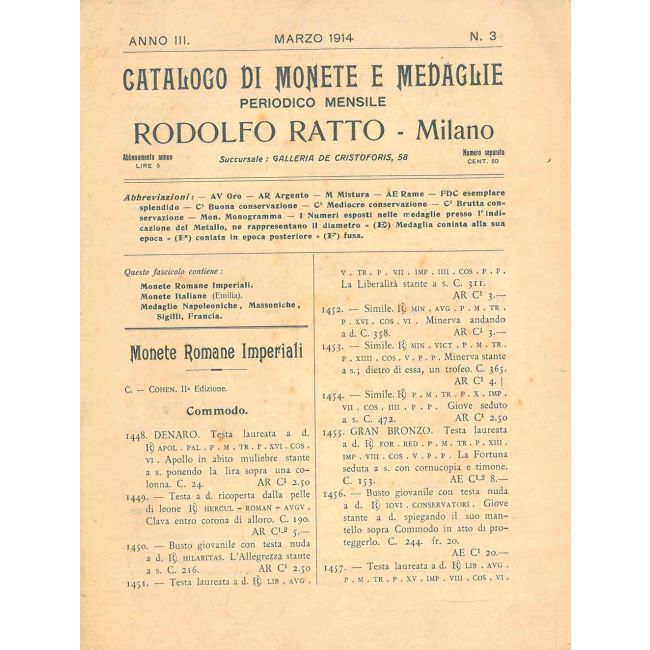 ANNO III. MARZO 1914 N. 3
CATALOGO DI MONETE E MEDAGLIE
PERIODICO MENSILE
RODOLFO RATTO - Milano
Abbonamento annuo
LIRE 5
Succursale : GALLERIA DE CRISTOFORIS, 58
Numero separato
CENT. 50
Abbreviazioni : — AV Oro — AR Argento — M Mistura — AE Rame — FDC esemplare
splendido — C¹ Buona conservazione — C² Mediocre conservazione — C³ Brutta con-
servazione — Mon. Monogramma — I Numeri esposti nelle medaglie presso l'indi-
cazione del Metallo, ne rappresentano il diametro = (E) Medaglia coniata alla sua
epoca = (P) coniata in epoca posteriore = (F) fusa.
Questo fascicolo contiene :
Monete Romane Imperiali.
Monete Italiane (Emilia).
Medaglie Napoleoniche, Massoniche,
Sigilli, Francia.
Monete Romane Imperiali
C. — COHEN. IIª Edizione.
Commodo.
1448. DENARO. Testa laureata a d.
℟ APOL . PAL . P . M . TR . P . XVI . COS .
VI . Apollo in abito muliebre stante
a s. ponendo la lira sopra una co-
lonna. C. 24. AR C¹ 2.50
1449. — Testa a d. ricoperta dalla pelle
di leone ℟ HERCUL – ROMAN – AVGV.
Clava entro corona di alloro. C. 190.
AR C¹·² 5.—
1450. — Busto giovanile con testa nuda
a d. ℟ HILARITAS. L'Allegrezza stante
a s. C. 216. AR C¹ 2.50
1451. — Testa laureata a d. ℟ LIB . AVG .
V . TR . P . VII . IMP . IIII . COS . P . P.
La Liberalità stante a s. C. 311.
AR C¹ 3.—
1452. — Simile. ℟ MIN . AVG . P . M . TR .
P . XVI . COS . VI . Minerva andando
a d. C. 358. AR C¹ 3.—
1453. — Simile. ℟ MIN . VICT . P . M . TR .
P . XIIII . COS . V . P . P . Minerva stante
a s.; dietro di essa, un trofeo. C. 365.
AR C¹ 4. |
1454. — Simile. ℟ P . M . TR . P . X . IMP .
VII . COS . IIII . P . P . Giove seduto
a s. C. 472. AR C¹ 2.50
1455. GRAN BRONZO. Testa laureata
a d. ℟ FOR . RED . P . M . TR . P . XIII .
IMP . VIII . COS . V . P . P . La Fortuna
seduta a s. con cornucopia e timone.
C. 153. AE C¹·² 8.—
1456. — Busto giovanile con testa nuda
a d. ℟ IOVI . CONSERVATORI . Giove
stante a d. spiegando il suo man-
tello sopra Commodo in atto di pro-
teggerlo. C. 244. fr. 20.
AE C¹ 20.—
1457. — Testa laureata a d. ℟ LIB . AVG .
P . M . TR . P . XV . IMP . VIII . COS . VI .